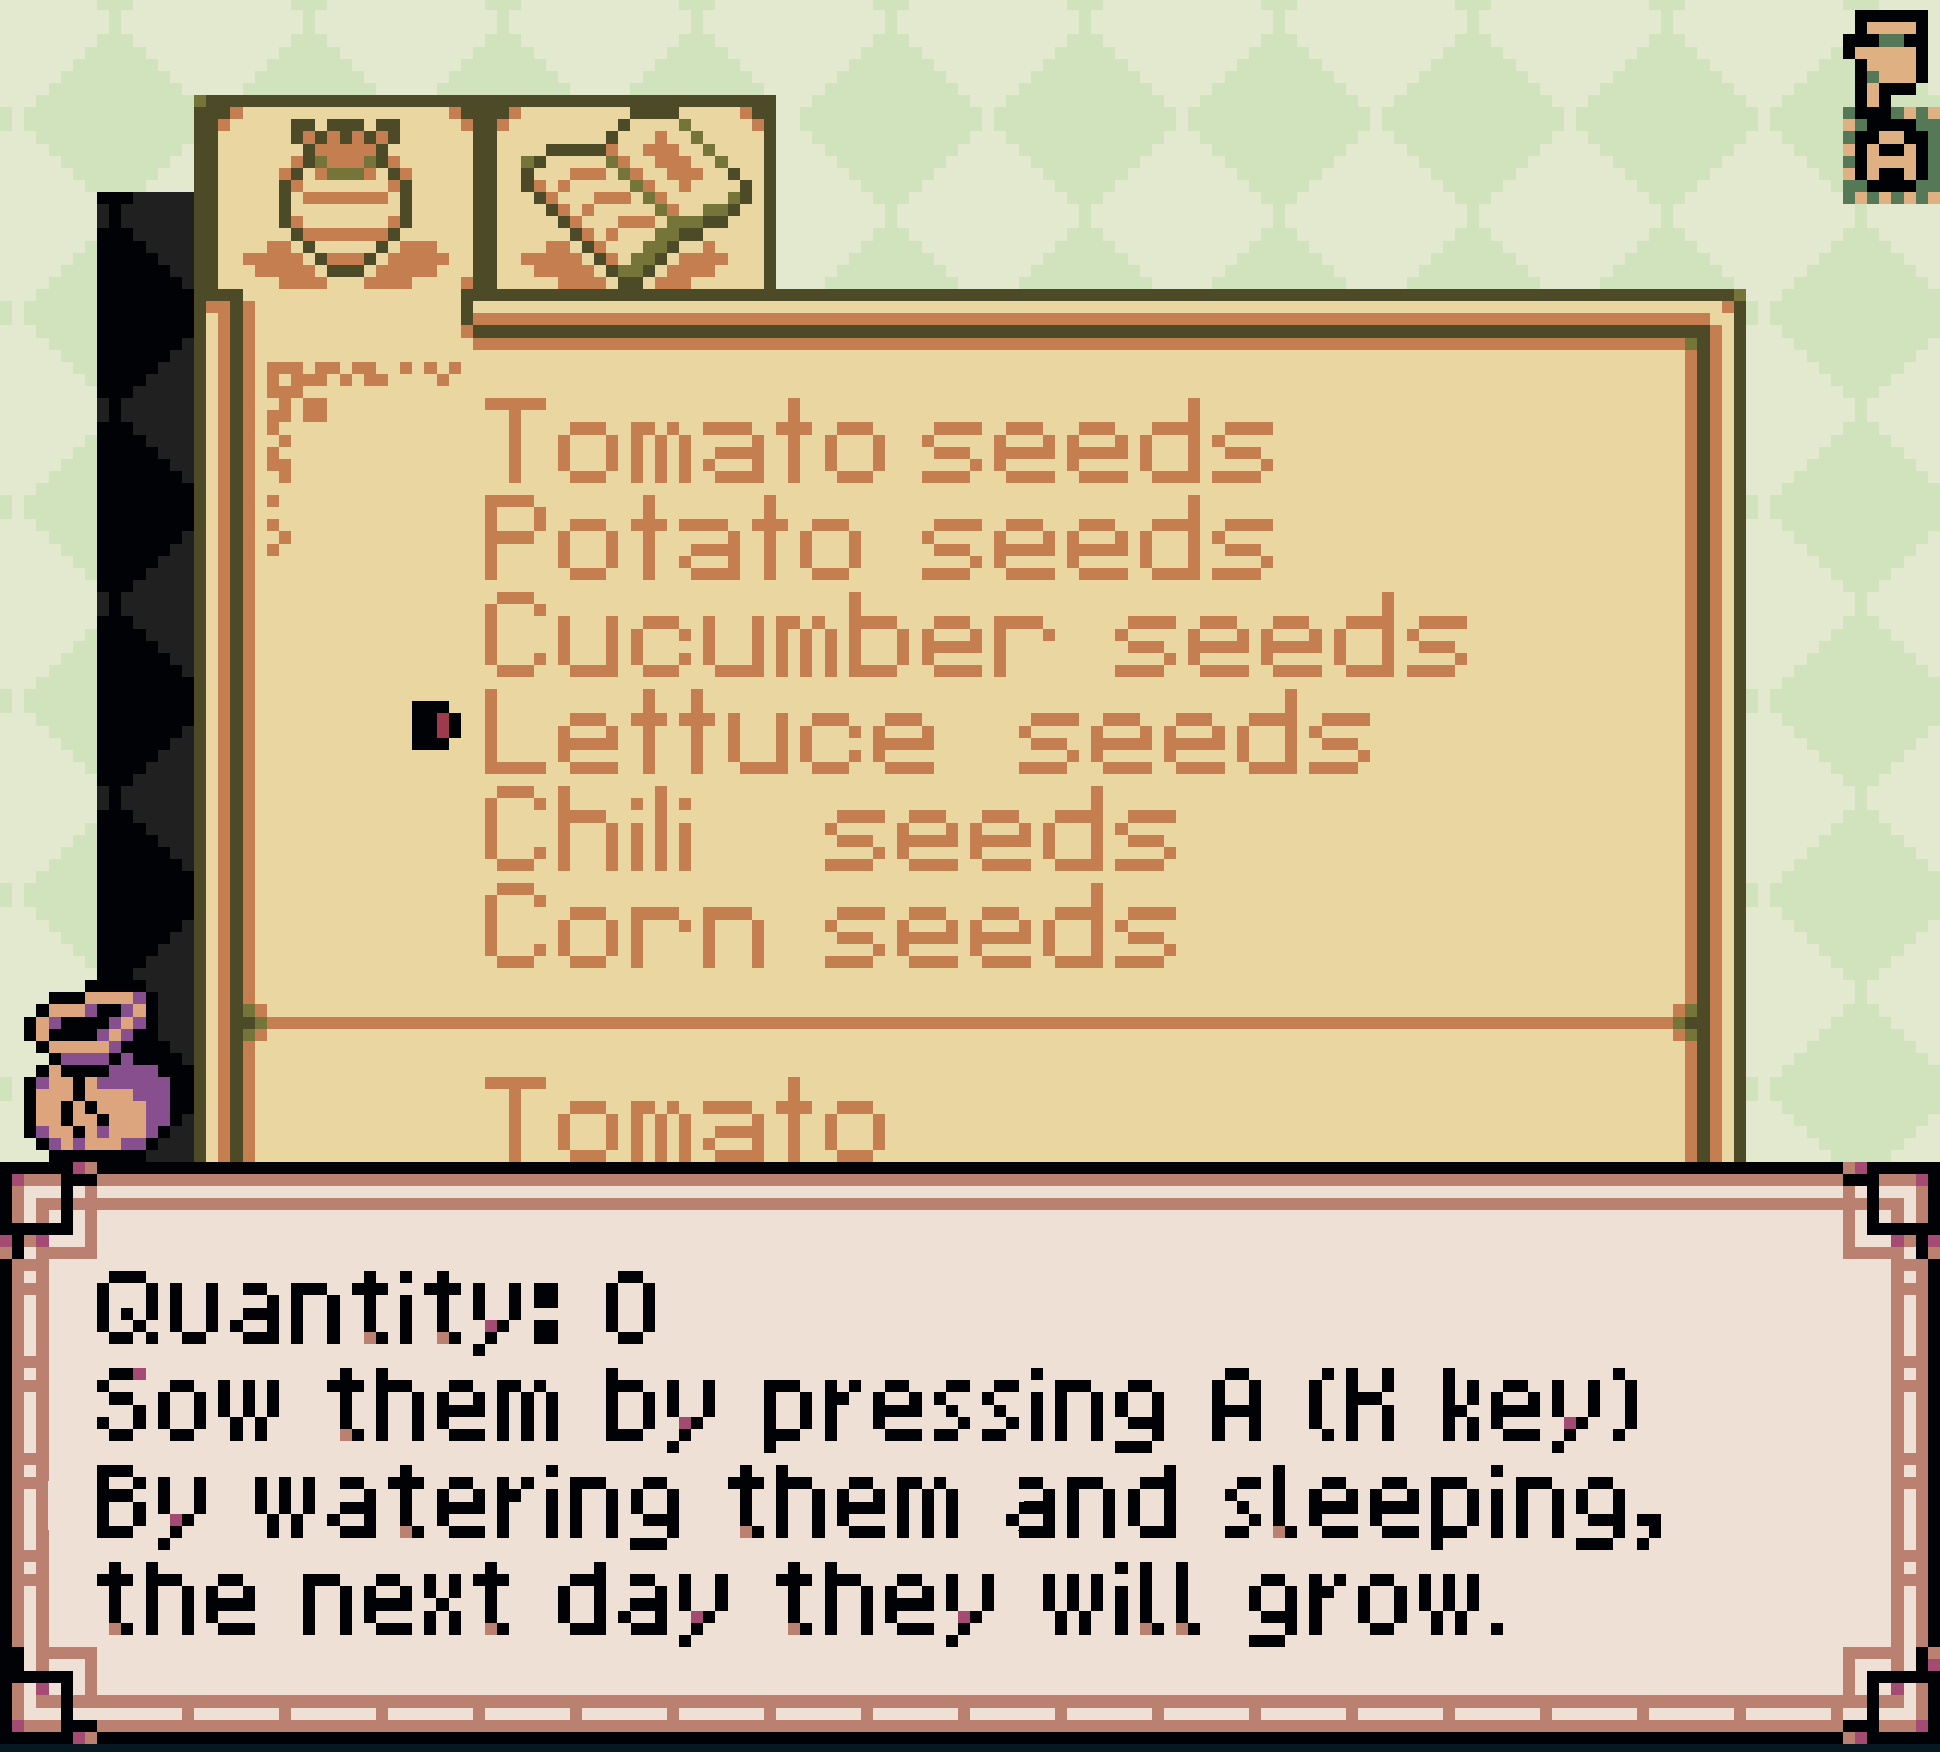 Tomato seeds
Potato seeds
Cucumber seeds
Lettuce seeds
Chili seeds
Corn seeds
Tomato
Quantity: 0
Sow them by pressing A (K key)
By watering them and sleeping,
the next day they will grow.